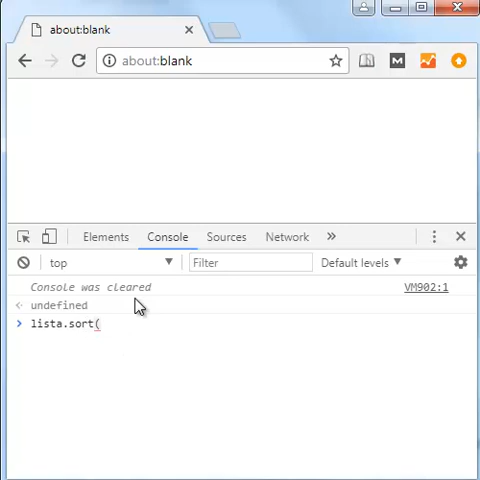 about:blank
about:blank
Elements Console Sources Network »
top Filter Default levels
Console was cleared VM902:1
undefined
lista.sort(